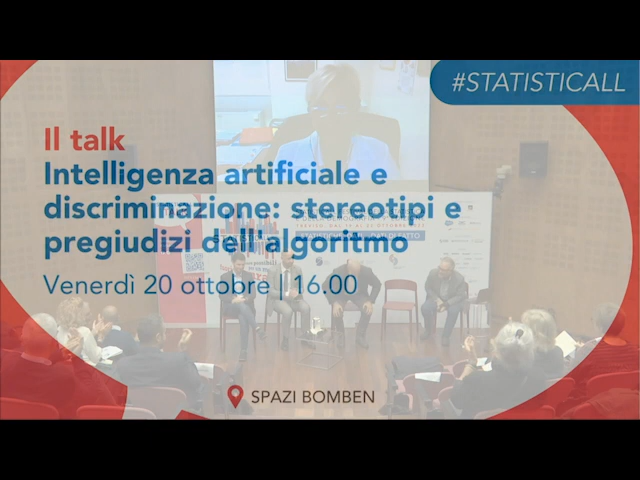 #STATISTICALL
Il talk
Intelligenza artificiale e
discriminazione: stereotipi e
pregiudizi dell'algoritmo
Venerdì 20 ottobre | 16.00
SPAZI BOMBEN